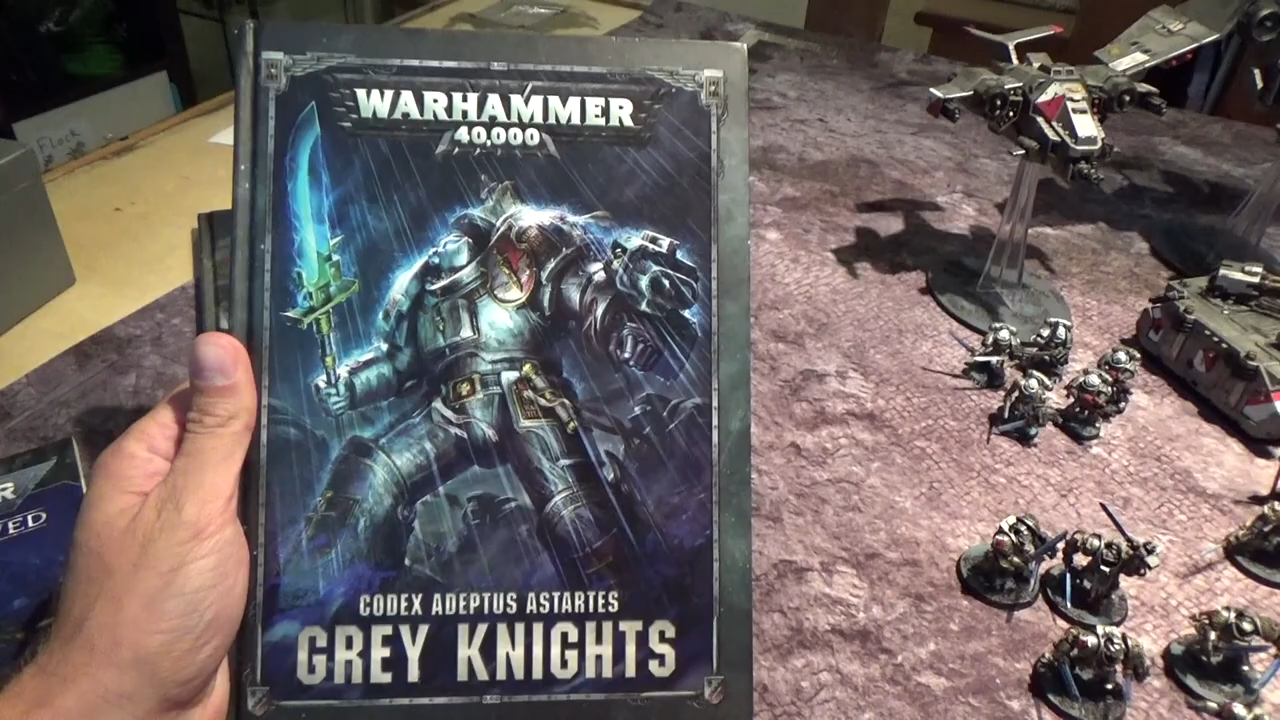 WARHAMMER
40,000
CODEX ADEPTUS ASTARTES
GREY KNIGHTS
Flock